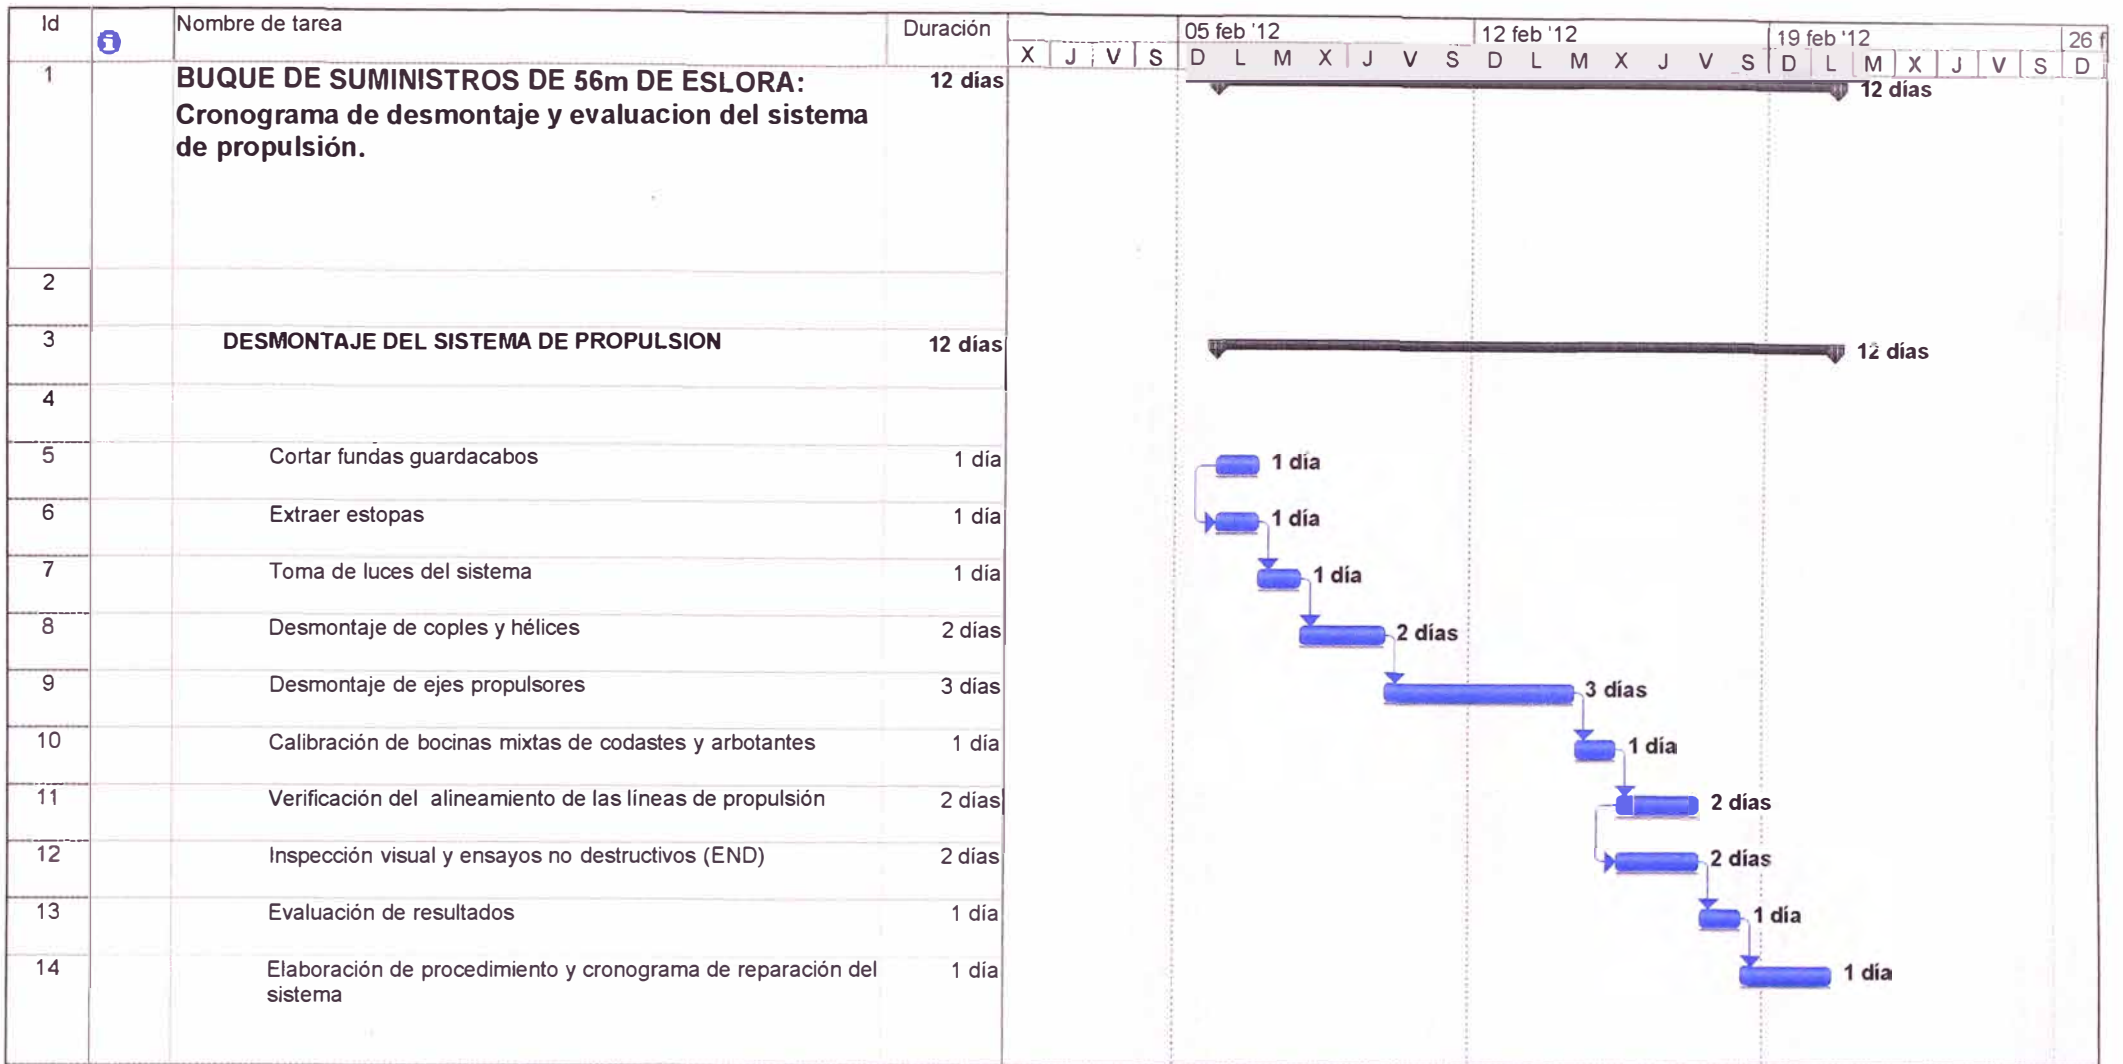 Id Nombre de tarea Duración 05 feb '12 12 feb '12 19 feb '12 26 f
X J V S D L M X J V S D L M X J V S D L M X J V S D
1 BUQUE DE SUMINISTROS DE 56m DE ESLORA: 12 días 12 días
Cronograma de desmontaje y evaluacion del sistema
de propulsión.
2
3 DESMONTAJE DEL SISTEMA DE PROPULSION 12 días 12 días
4
5 Cortar fundas guardacabos 1 día 1 día
6 Extraer estopas 1 día 1 día
7 Toma de luces del sistema 1 día 1 día
8 Desmontaje de coples y hélices 2 días 2 días
9 Desmontaje de ejes propulsores 3 días 3 días
10 Calibración de bocinas mixtas de codastes y arbotantes 1 día 1 día
11 Verificación del alineamiento de las líneas de propulsión 2 días 2 días
12 Inspección visual y ensayos no destructivos (END) 2 días 2 días
13 Evaluación de resultados 1 día 1 día
14 Elaboración de procedimiento y cronograma de reparación del 1 día 1 día
sistema